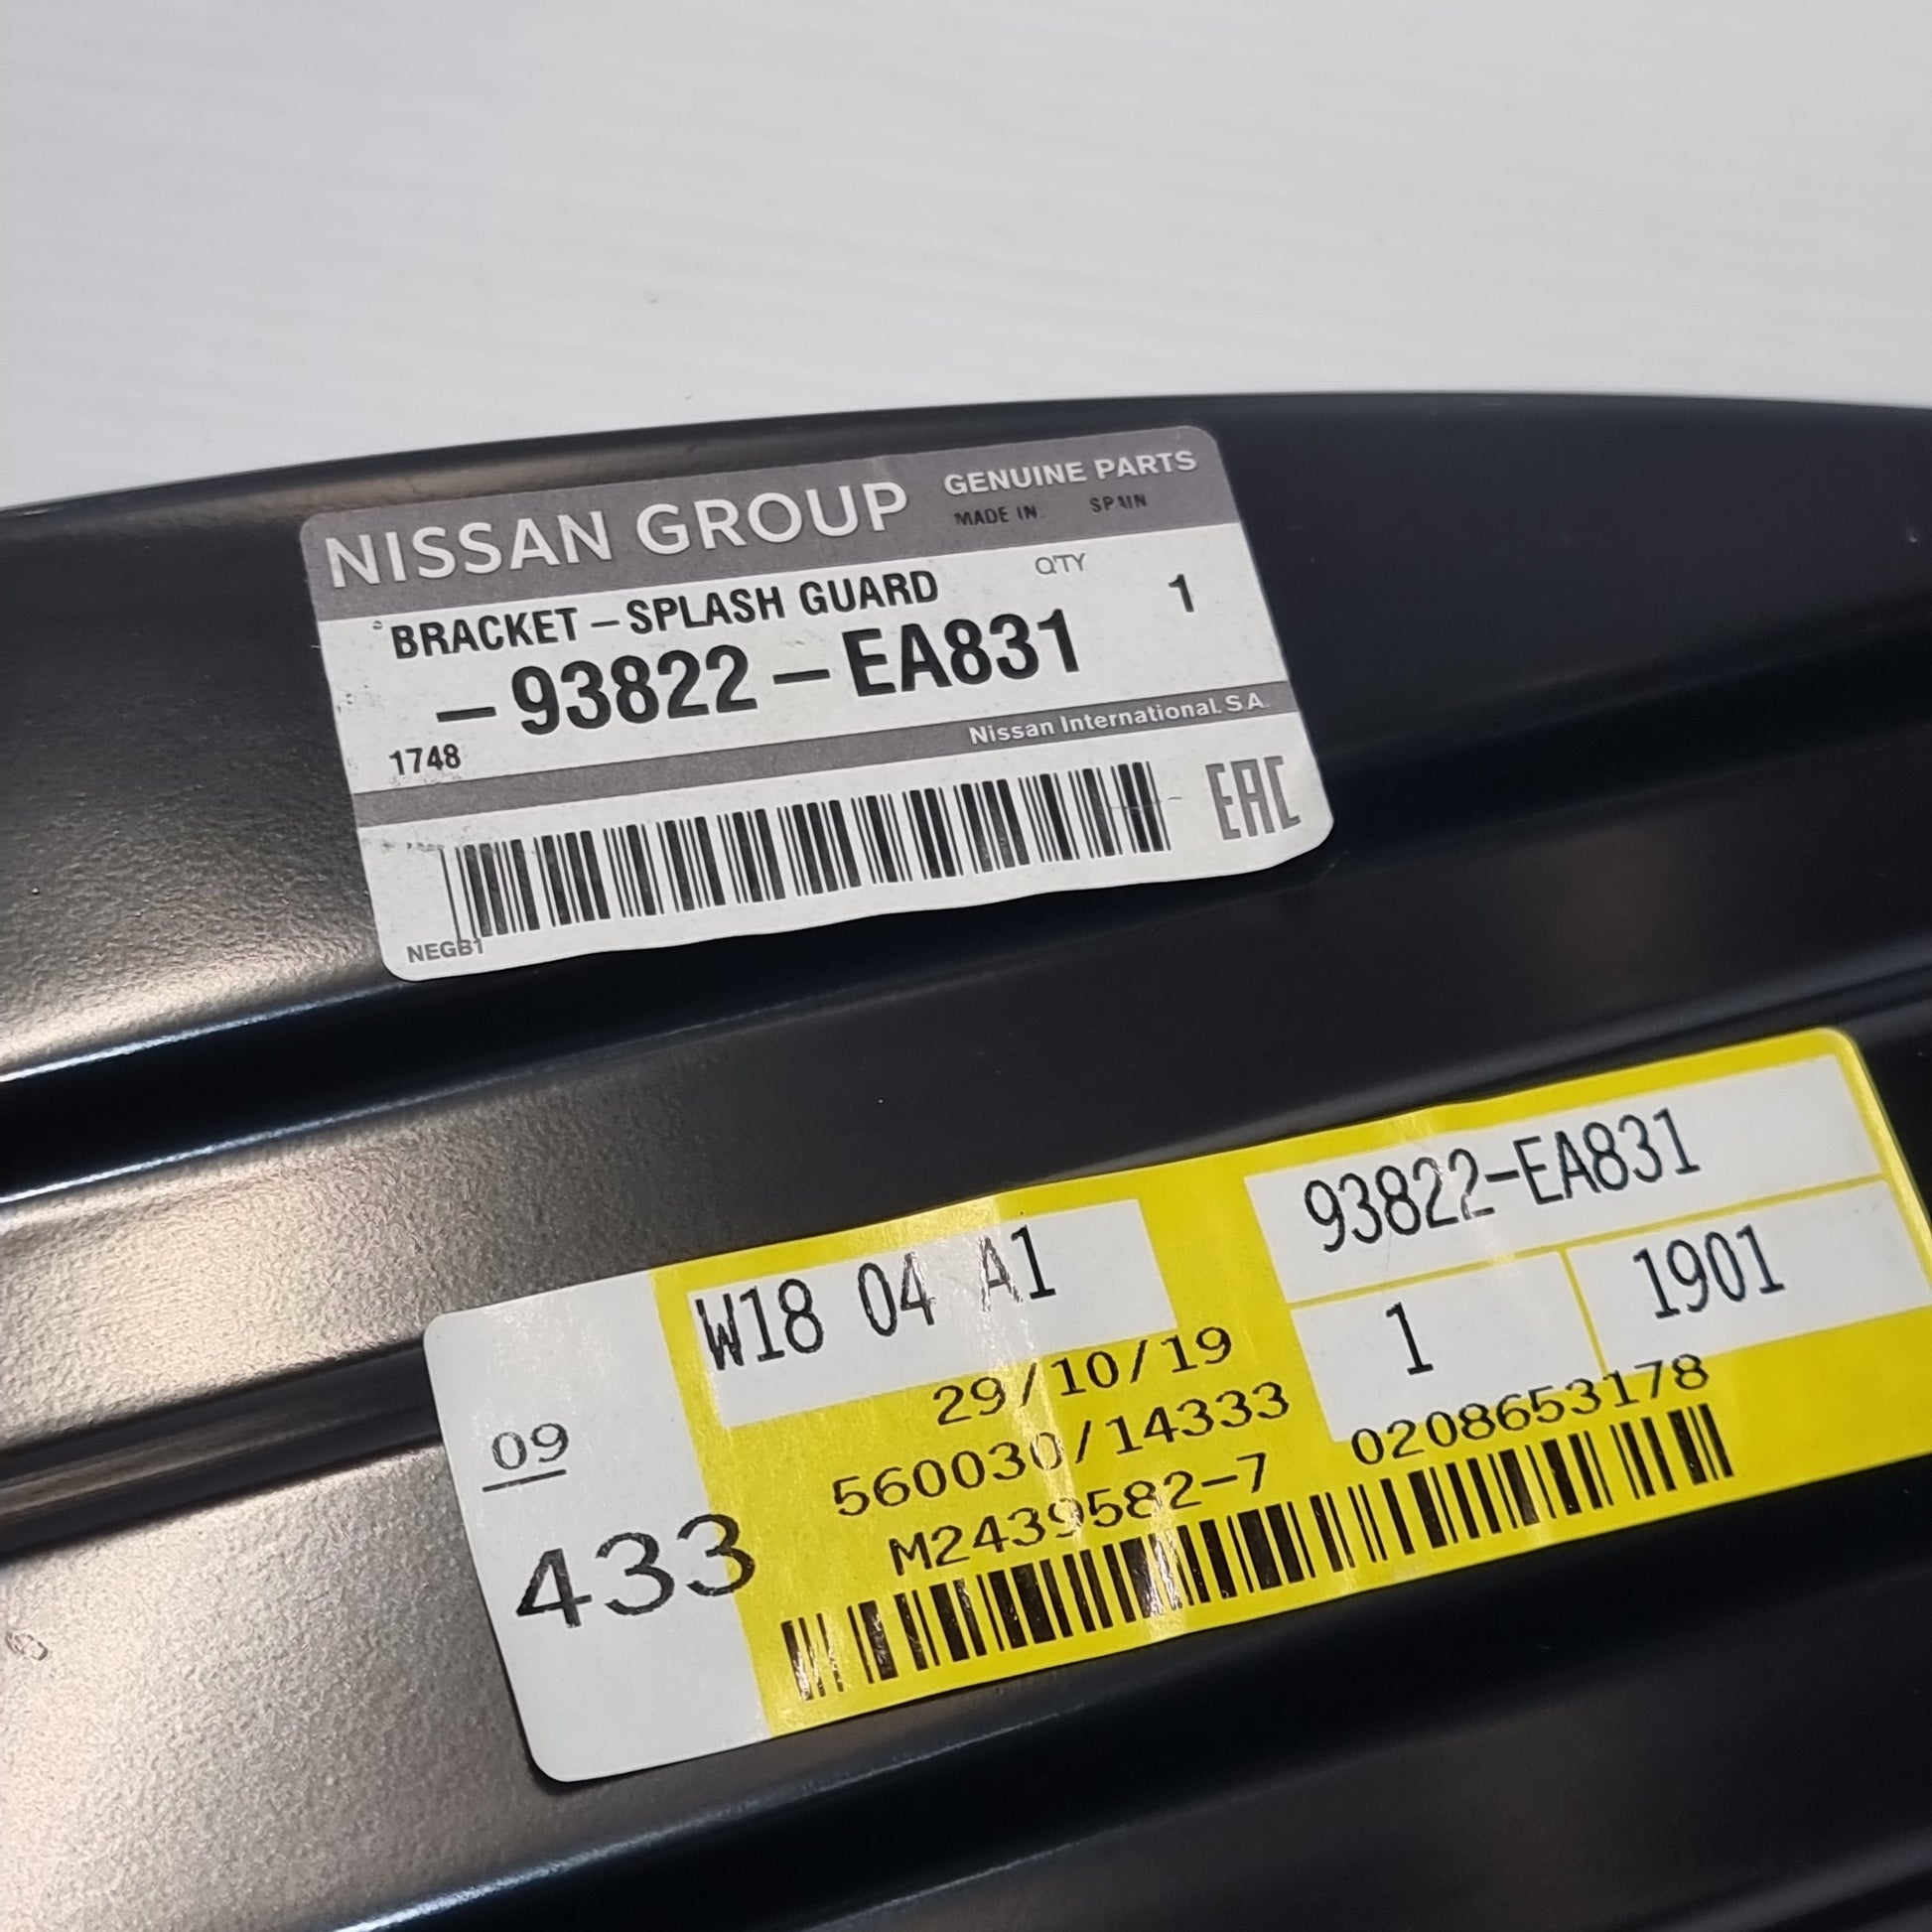 NISSAN GROUP
GENUINE PARTS
MADE IN SPAIN
BRACKET-SPLASH GUARD
Q'TY
1
-93822-EA831
1748
Nissan International. S.A.
EAC
NEGB1
W18 04 A1
93822-EA831
1
1901
29/10/19
560030/14333
M2439582-7
0208653178
09
433